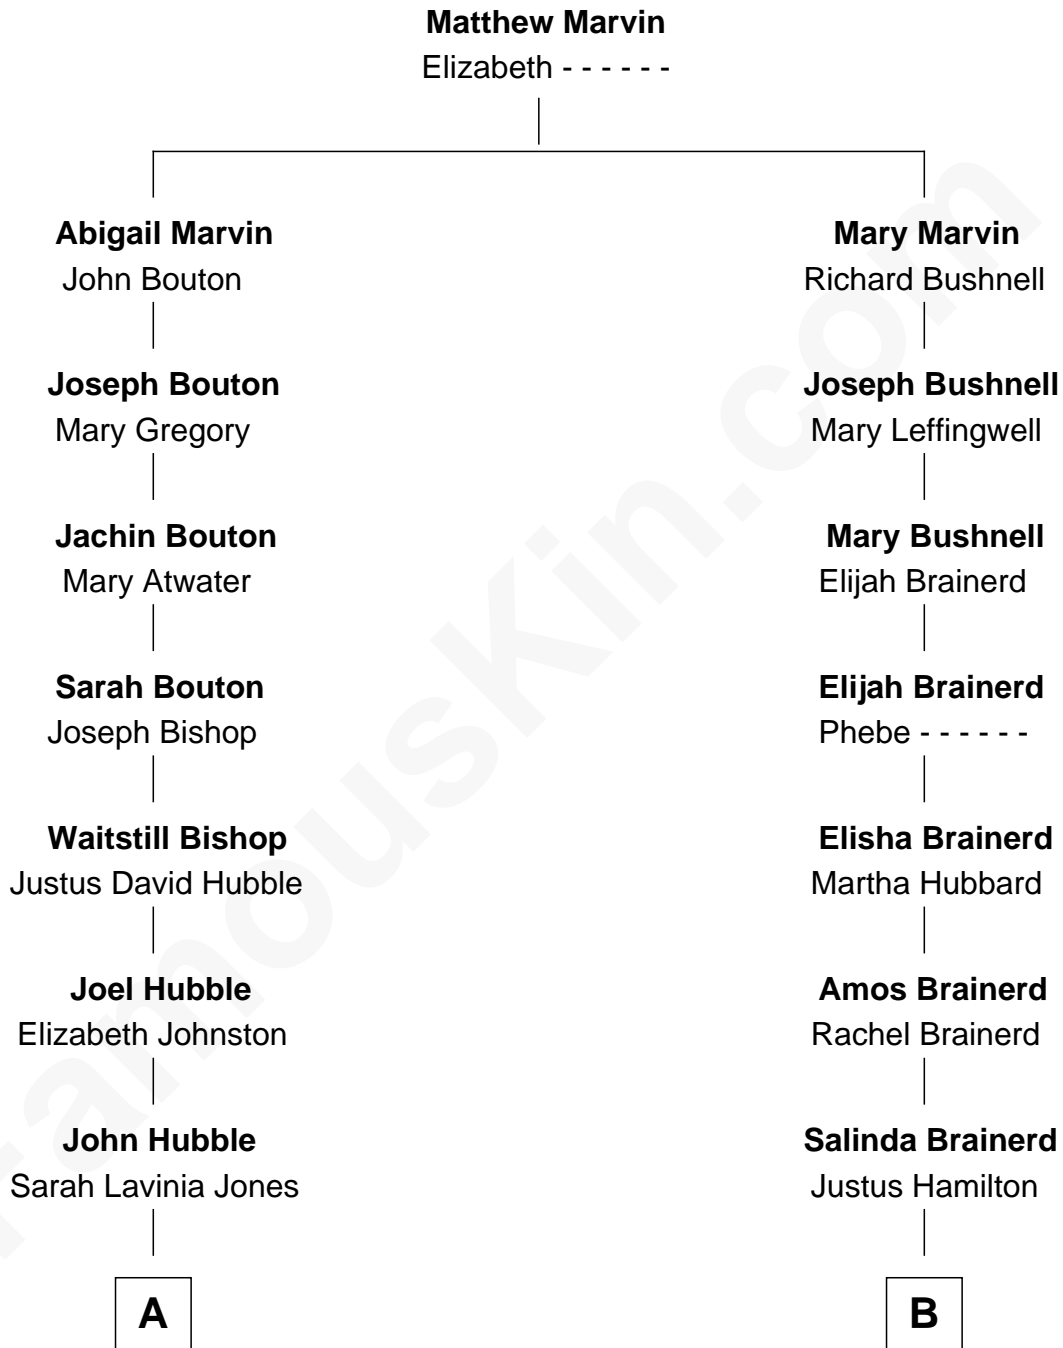 Matthew Marvin
Elizabeth - - - - - -
Abigail Marvin
John Bouton
Mary Marvin
Richard Bushnell
Joseph Bouton
Mary Gregory
Joseph Bushnell
Mary Leffingwell
Jachin Bouton
Mary Atwater
Mary Bushnell
Elijah Brainerd
Sarah Bouton
Joseph Bishop
Elijah Brainerd
Phebe - - - - - -
Waitstill Bishop
Justus David Hubble
Elisha Brainerd
Martha Hubbard
Joel Hubble
Elizabeth Johnston
Amos Brainerd
Rachel Brainerd
John Hubble
Sarah Lavinia Jones
Salinda Brainerd
Justus Hamilton
A
B
FamousKin.com